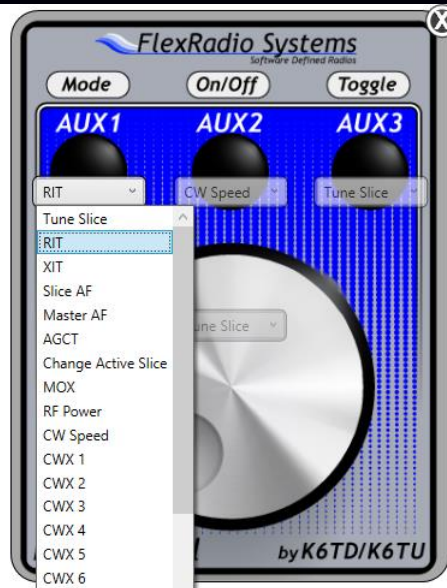 FlexRadio Systems
Software Defined Radios
Mode On/Off Toggle
AUX1 AUX2 AUX3
RIT CW Speed Tune Slice
Tune Slice
RIT
XIT
Slice AF
Master AF
AGCT
Change Active Slice
MOX
RF Power
CW Speed
CWX 1
CWX 2
CWX 3
CWX 4
CWX 5
CWX 6
Tune Slice
by K6TD/K6TU